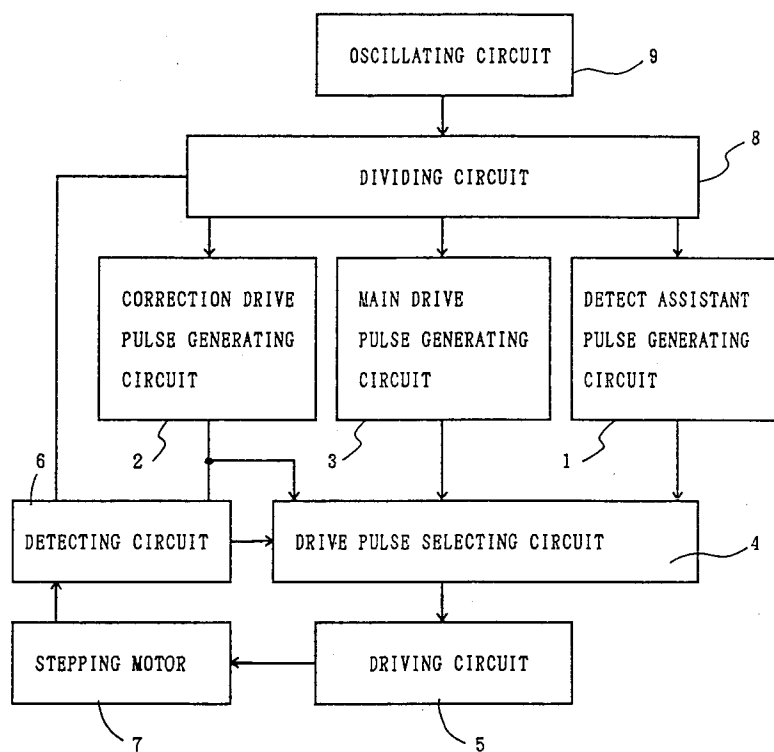 OSCILLATING CIRCUIT
9
8
DIVIDING CIRCUIT
CORRECTION DRIVE
PULSE GENERATING
CIRCUIT
MAIN DRIVE
PULSE GENERATING
CIRCUIT
DETECT ASSISTANT
PULSE GENERATING
CIRCUIT
2
3
1
6
DETECTING CIRCUIT
DRIVE PULSE SELECTING CIRCUIT
4
STEPPING MOTOR
DRIVING CIRCUIT
7
5